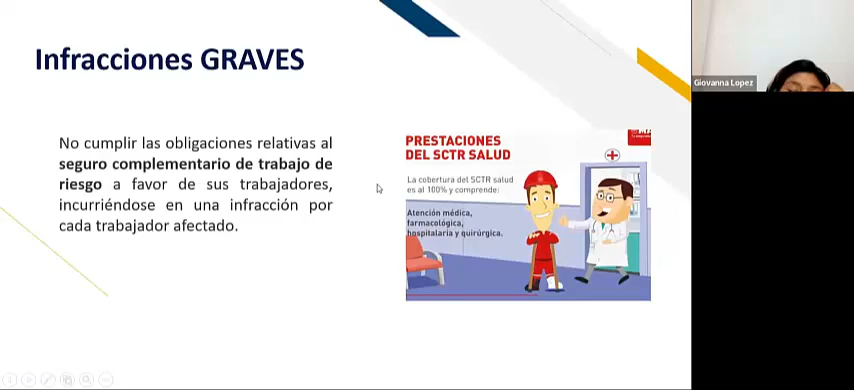 Infracciones GRAVES
Giovanna Lopez
No cumplir las obligaciones relativas al
seguro complementario de trabajo de
riesgo a favor de sus trabajadores,
incurriéndose en una infracción por
cada trabajador afectado.
PRESTACIONES
DEL SCTR SALUD
La cobertura del SCTR salud
es al 100% y comprende:
Atención médica,
farmacológica,
hospitalaria y quirúrgica.